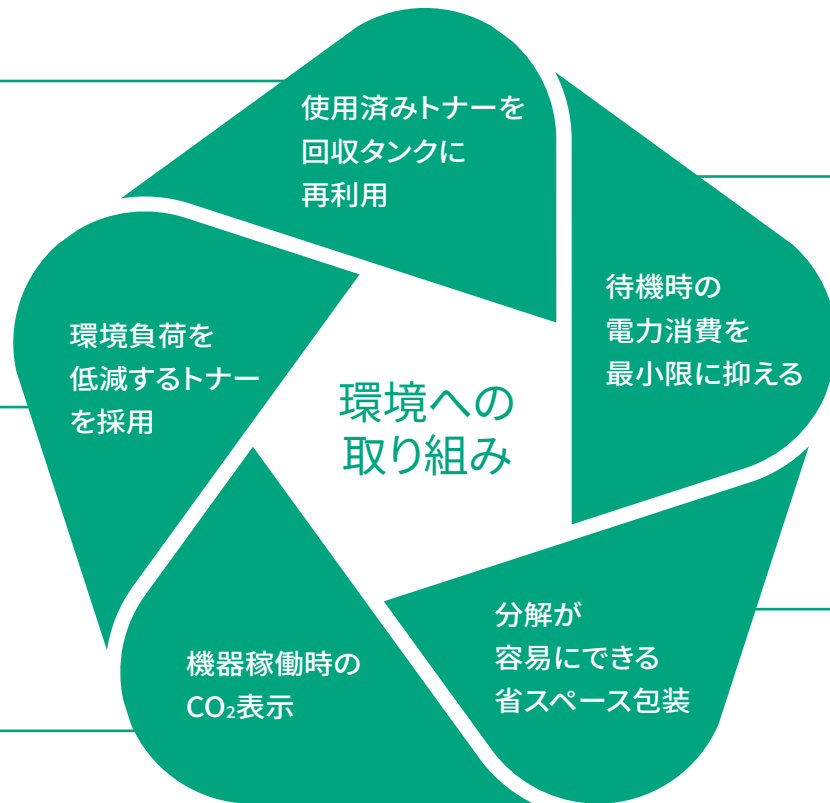 使用済みトナーを
回収タンクに
再利用
待機時の
電力消費を
最小限に抑える
環境負荷を
低減するトナー
を採用
環境への
取り組み
分解が
容易にできる
省スペース包装
機器稼働時の
CO₂表示